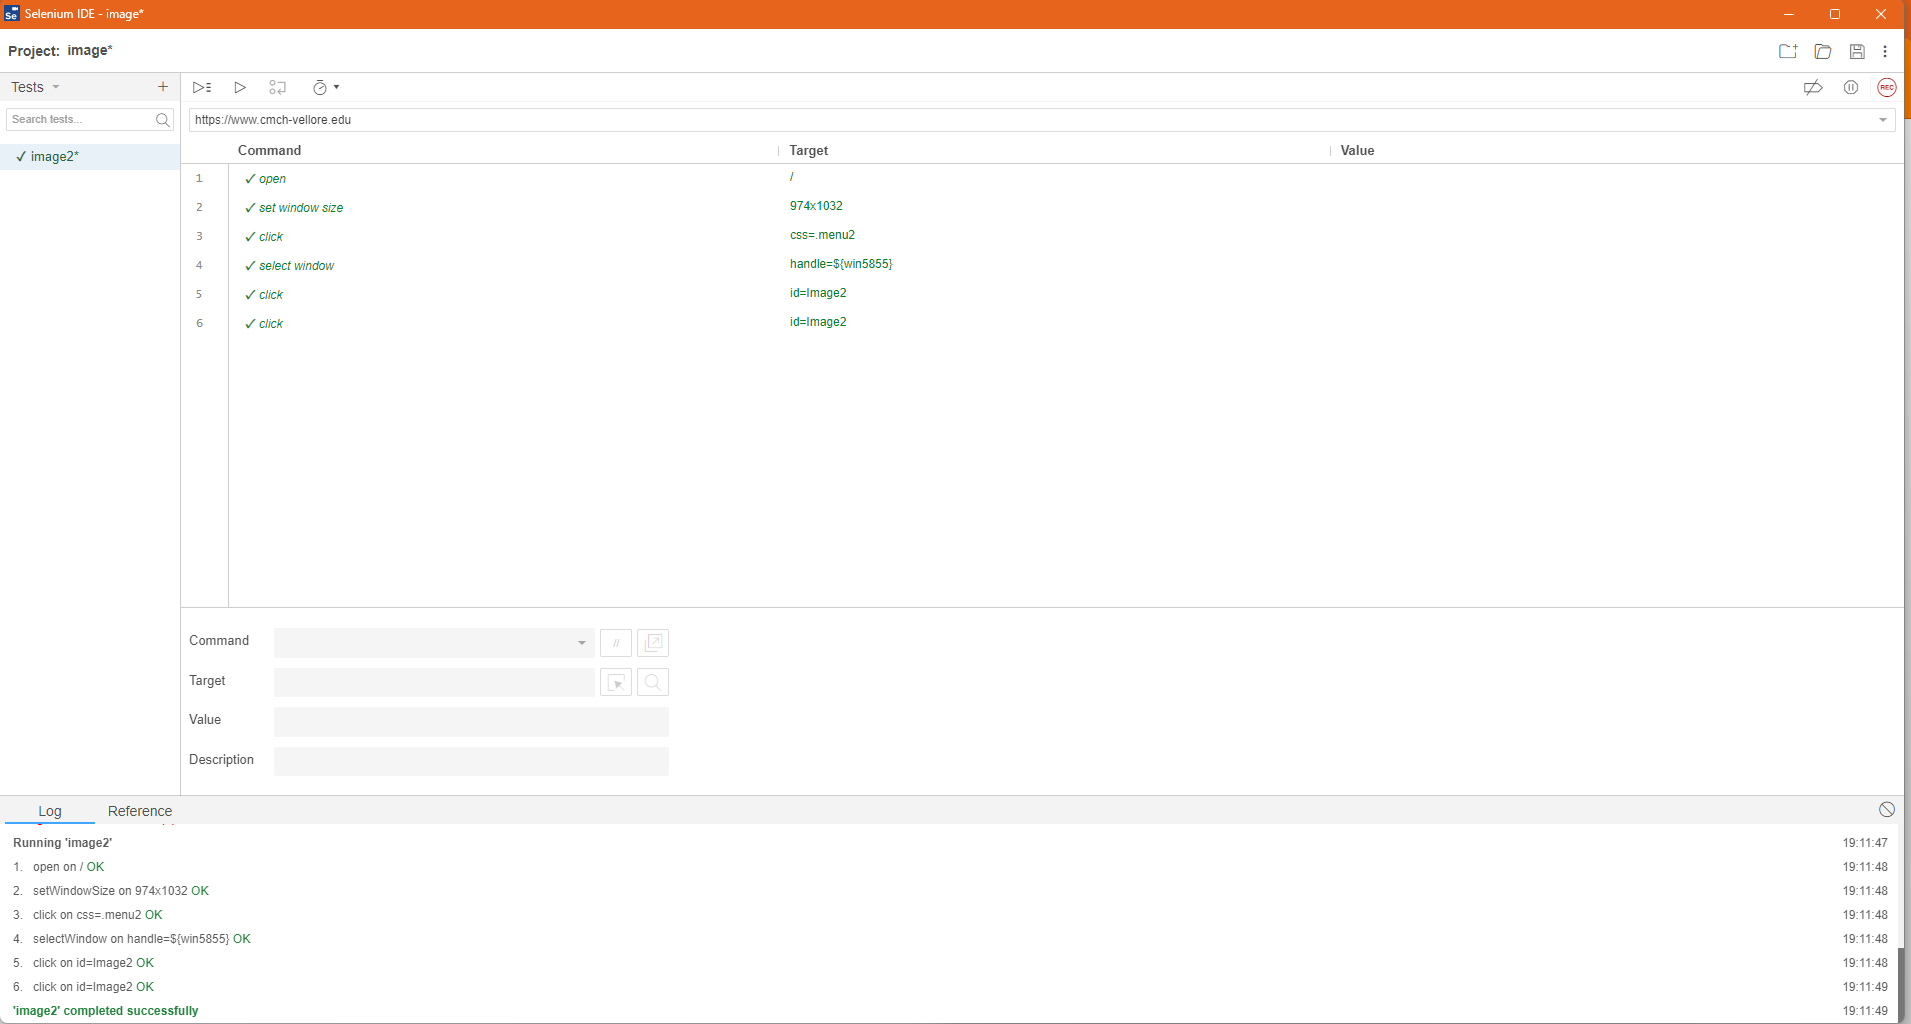 Selenium IDE - image*
Project: image*
Tests
Search tests...
✓ image2*
https://www.cmch-vellore.edu
Command Target Value
1 ✓ open /
2 ✓ set window size 974x1032
3 ✓ click css=.menu2
4 ✓ select window handle=${win5855}
5 ✓ click id=Image2
6 ✓ click id=Image2
REC
Command //
Target
Value
Description
Log Reference
Running 'image2' 19:11:47
1. open on / OK 19:11:48
2. setWindowSize on 974x1032 OK 19:11:48
3. click on css=.menu2 OK 19:11:48
4. selectWindow on handle=${win5855} OK 19:11:48
5. click on id=Image2 OK 19:11:48
6. click on id=Image2 OK 19:11:49
'image2' completed successfully 19:11:49